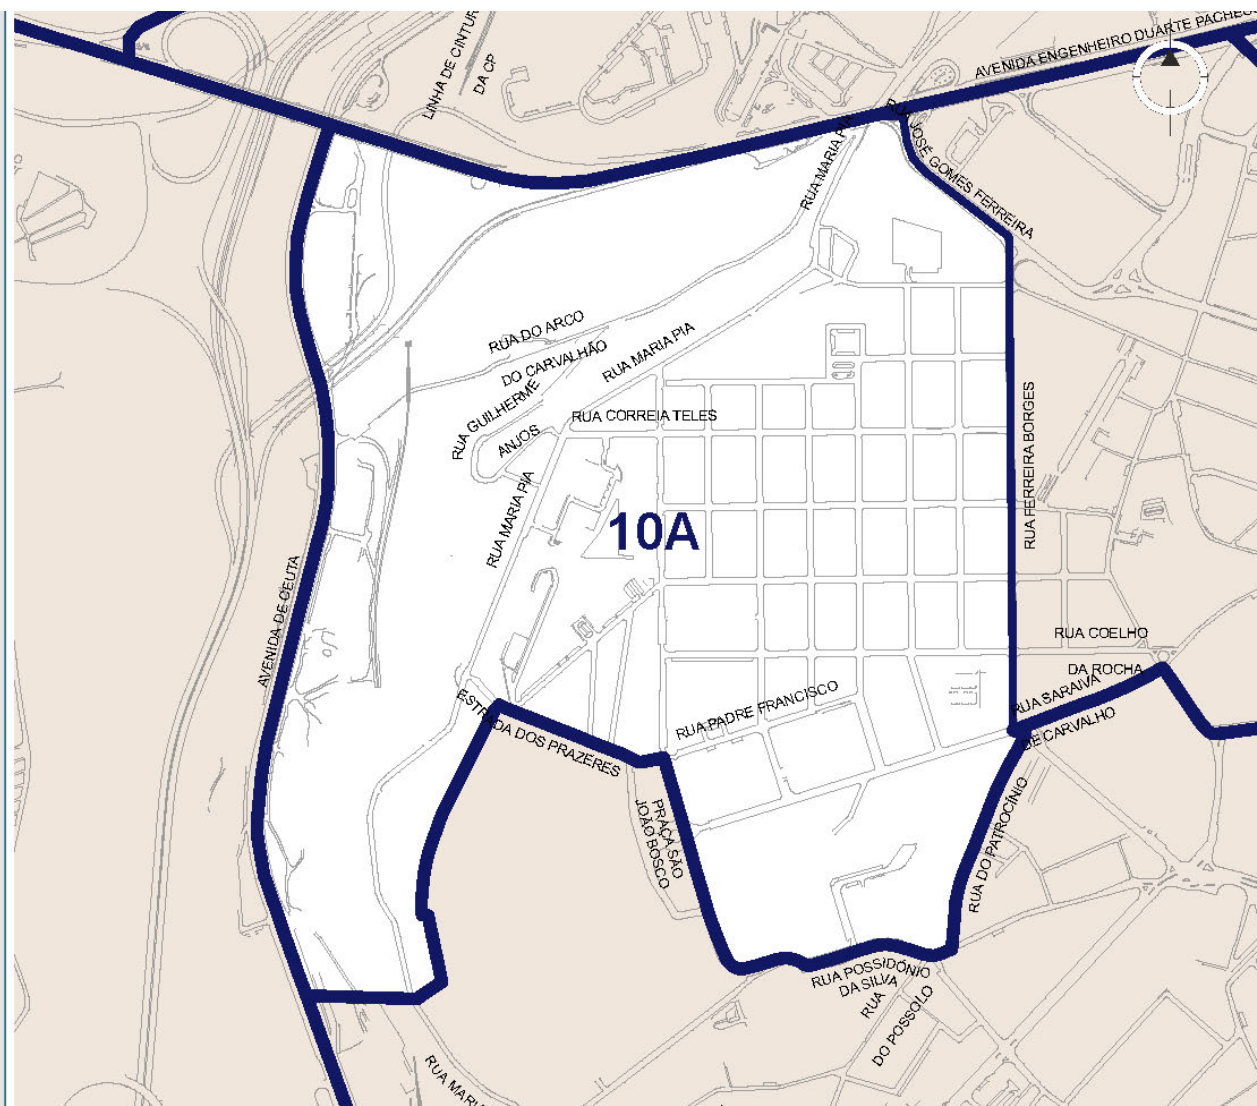 LINHA DE CINTUR
DA CP
AVENIDA ENGENHEIRO DUARTE PACHECO
RUA JOSÉ GOMES FERREIRA
RUA MARIA PIA
RUA DO ARCO
DO CARVALHÃO
RUA MARIA PIA
RUA GUILHERME
ANJOS
RUA CORREIA TELES
RUA MARIA PIA
10A
RUA FERREIRA BORGES
AVENIDA DE CEUTA
RUA COELHO
DA ROCHA
RUA SARAIVA
DE CARVALHO
RUA PADRE FRANCISCO
ESTRADA DOS PRAZERES
PRAÇA SÃO
JOÃO BOSCO
RUA DO PATROCÍNIO
RUA POSSIDÓNIO
DA SILVA
RUA
DO POSSOLO
RUA MARI